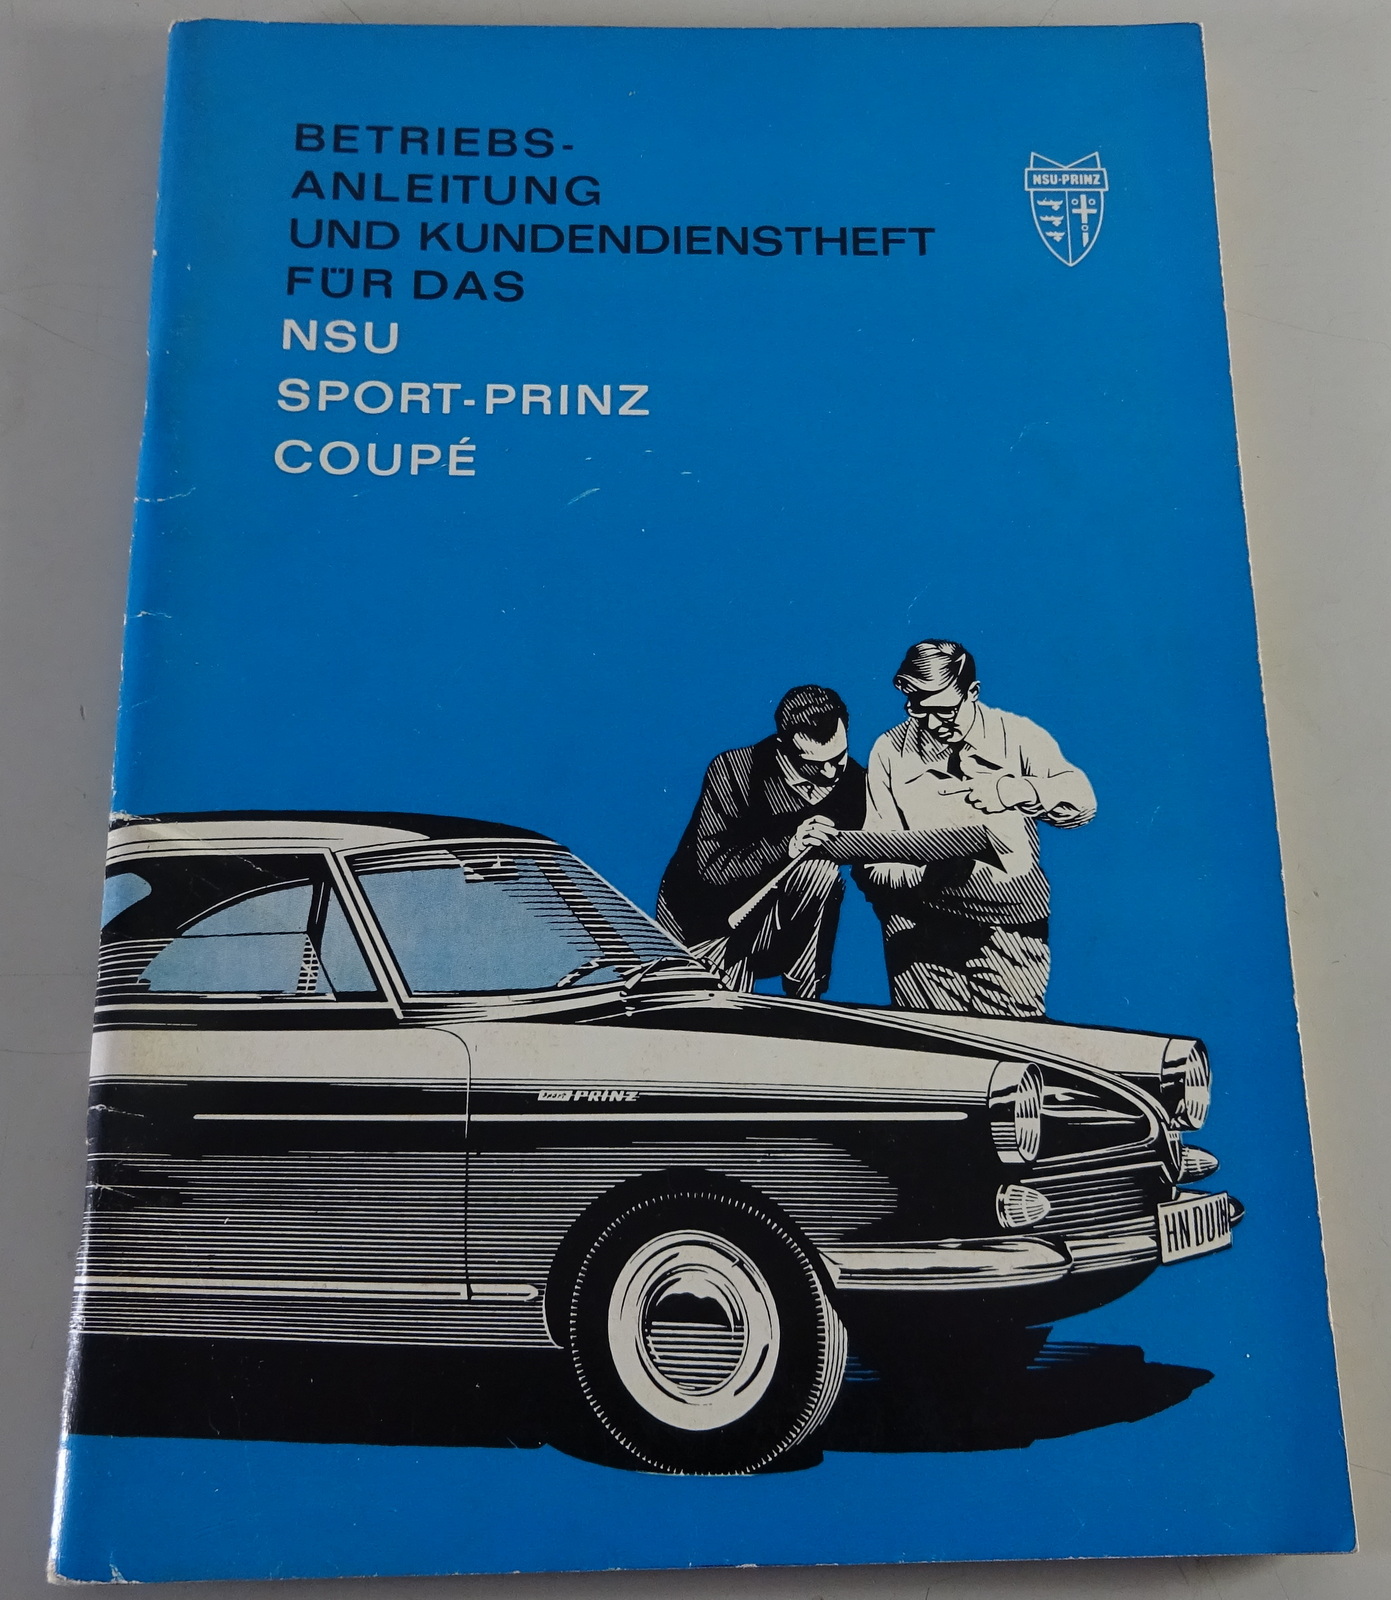 BETRIEBS-
ANLEITUNG
UND KUNDENDIENSTHEFT
FÜR DAS
NSU
SPORT-PRINZ
COUPÉ
NSU-PRINZ
PRINZ
HN DU